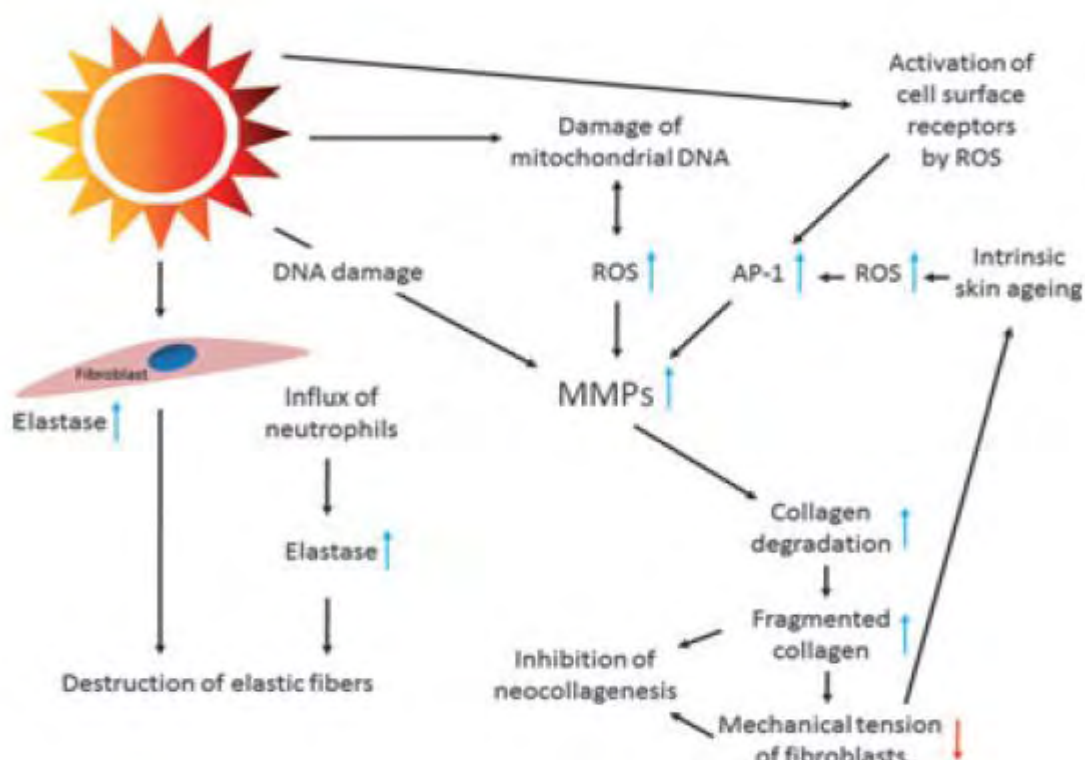 Activation of
cell surface
receptors
by ROS
Damage of
mitochondrial DNA
DNA damage
ROS
AP-1
ROS
Intrinsic
skin ageing
Fibroblast
Elastase
Influx of
neutrophils
MMPs
Elastase
Collagen
degradation
Fragmented
collagen
Inhibition of
neocollagenesis
Destruction of elastic fibers
Mechanical tension
of fibroblasts